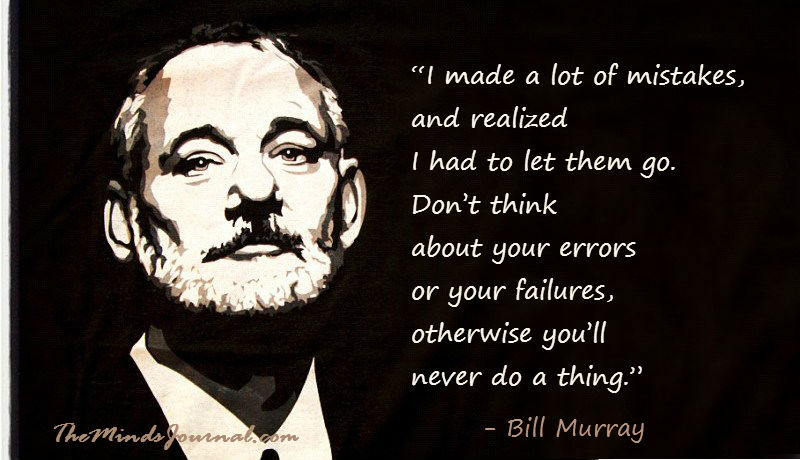 “I made a lot of mistakes,
and realized
I had to let them go.
Don’t think
about your errors
or your failures,
otherwise you’ll
never do a thing.”
- Bill Murray
TheMindsJournal.com